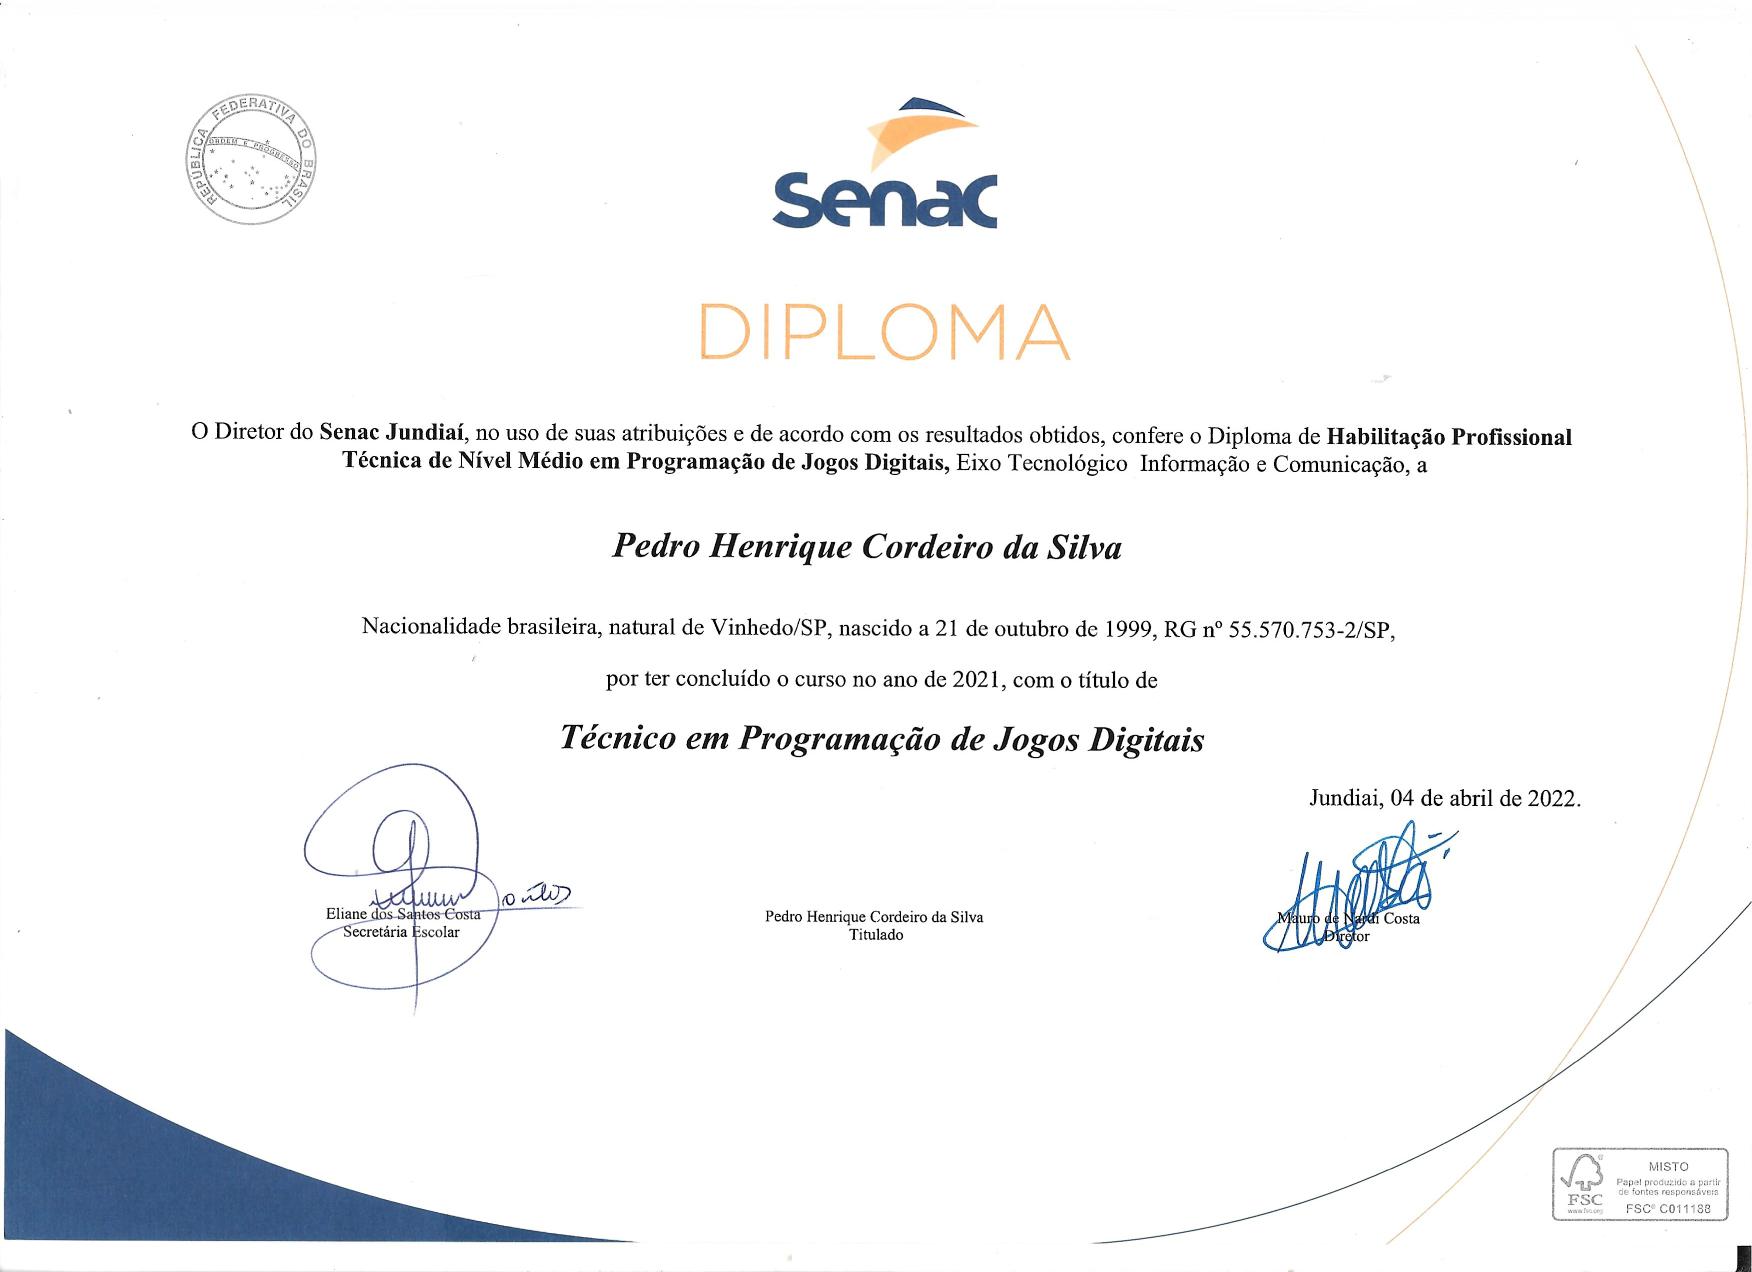 REPÚBLICA FEDERATIVA DO BRASIL
ORDEM E PROGRESSO
senac
DIPLOMA
O Diretor do Senac Jundiaí, no uso de suas atribuições e de acordo com os resultados obtidos, confere o Diploma de Habilitação Profissional
Técnica de Nível Médio em Programação de Jogos Digitais, Eixo Tecnológico Informação e Comunicação, a
Pedro Henrique Cordeiro da Silva
Nacionalidade brasileira, natural de Vinhedo/SP, nascido a 21 de outubro de 1999, RG nº 55.570.753-2/SP,
por ter concluído o curso no ano de 2021, com o título de
Técnico em Programação de Jogos Digitais
Jundiai, 04 de abril de 2022.
Eliane dos Santos Costa
Secretária Escolar
Pedro Henrique Cordeiro da Silva
Titulado
Mauro de Nardi Costa
Diretor
FSC
www.fsc.org
MISTO
Papel produzido a partir
de fontes responsáveis
FSC® C011188